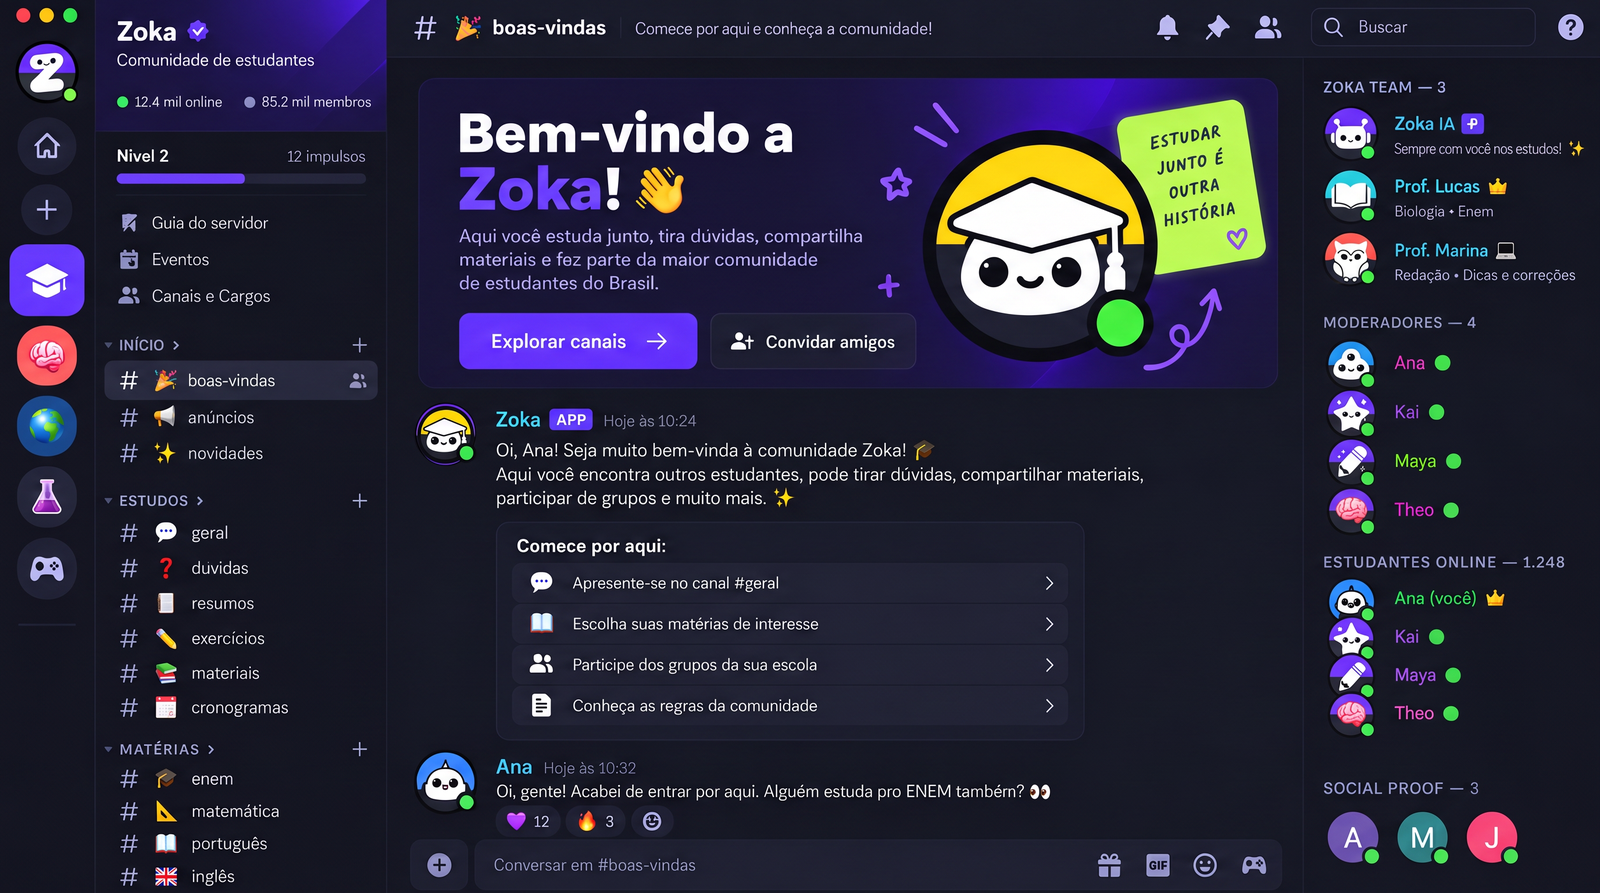 Zoka
Comunidade de estudantes
12.4 mil online
85.2 mil membros
Nivel 2
12 impulsos
Guia do servidor
Eventos
Canais e Cargos
INÍCIO >
# boas-vindas
# anúncios
# novidades
ESTUDOS >
# geral
# duvidas
# resumos
# exercícios
# materiais
# cronogramas
MATÉRIAS >
# enem
# matemática
# português
# inglês
# boas-vindas
Comece por aqui e conheça a comunidade!
Buscar
?
Bem-vindo a
Zoka!
Aqui você estuda junto, tira dúvidas, compartilha
materiais e fez parte da maior comunidade
de estudantes do Brasil.
Explorar canais
Convidar amigos
ESTUDAR
JUNTO É
OUTRA
HISTÓRIA
Zoka APP Hoje às 10:24
Oi, Ana! Seja muito bem-vinda à comunidade Zoka!
Aqui você encontra outros estudantes, pode tirar dúvidas, compartilhar materiais,
participar de grupos e muito mais.
Comece por aqui:
Apresente-se no canal #geral
Escolha suas matérias de interesse
Participe dos grupos da sua escola
Conheça as regras da comunidade
Ana Hoje às 10:32
Oi, gente! Acabei de entrar por aqui. Alguém estuda pro ENEM também?
12
3
Conversar em #boas-vindas
GIF
ZOKA TEAM — 3
Zoka IA
Sempre com você nos estudos!
Prof. Lucas
Biologia • Enem
Prof. Marina
Redação • Dicas e correções
MODERADORES — 4
Ana
Kai
Maya
Theo
ESTUDANTES ONLINE — 1.248
Ana (você)
Kai
Maya
Theo
SOCIAL PROOF — 3
A
M
J